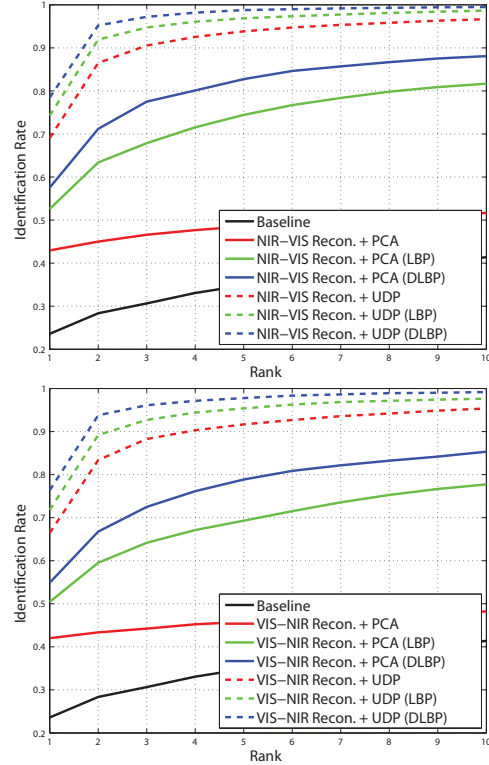 1
0.9
0.8
0.7
0.6
0.5
0.4
0.3
0.2
Identification Rate
Baseline
NIR−VIS Recon. + PCA
NIR−VIS Recon. + PCA (LBP)
NIR−VIS Recon. + PCA (DLBP)
NIR−VIS Recon. + UDP
NIR−VIS Recon. + UDP (LBP)
NIR−VIS Recon. + UDP (DLBP)
1 2 3 4 5 6 7 8 9 10
Rank
1
0.9
0.8
0.7
0.6
0.5
0.4
0.3
0.2
Identification Rate
Baseline
VIS−NIR Recon. + PCA
VIS−NIR Recon. + PCA (LBP)
VIS−NIR Recon. + PCA (DLBP)
VIS−NIR Recon. + UDP
VIS−NIR Recon. + UDP (LBP)
VIS−NIR Recon. + UDP (DLBP)
1 2 3 4 5 6 7 8 9 10
Rank